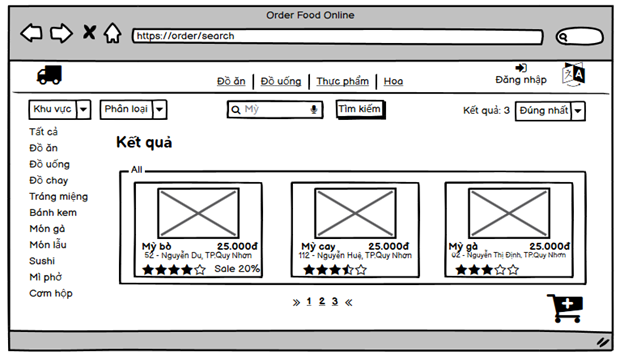 Order Food Online
https://order/search
Đồ ăn Đồ uống Thực phẩm Hoa
Đăng nhập
Khu vực Phân loại Mỳ Tìm kiếm Kết quả: 3 Đúng nhất
Tất cả
Đồ ăn
Đồ uống
Đồ chay
Tráng miệng
Bánh kem
Món gà
Món lẩu
Sushi
Mì phở
Cơm hộp
Kết quả
All
Mỳ bò 25.000đ
52 - Nguyễn Du, TP.Quy Nhơn
Sale 20%
Mỳ cay 25.000đ
112 - Nguyễn Huệ, TP.Quy Nhơn
Mỳ gà 25.000đ
02 - Nguyễn Thị Định, TP.Quy Nhơn
» 1 2 3 «